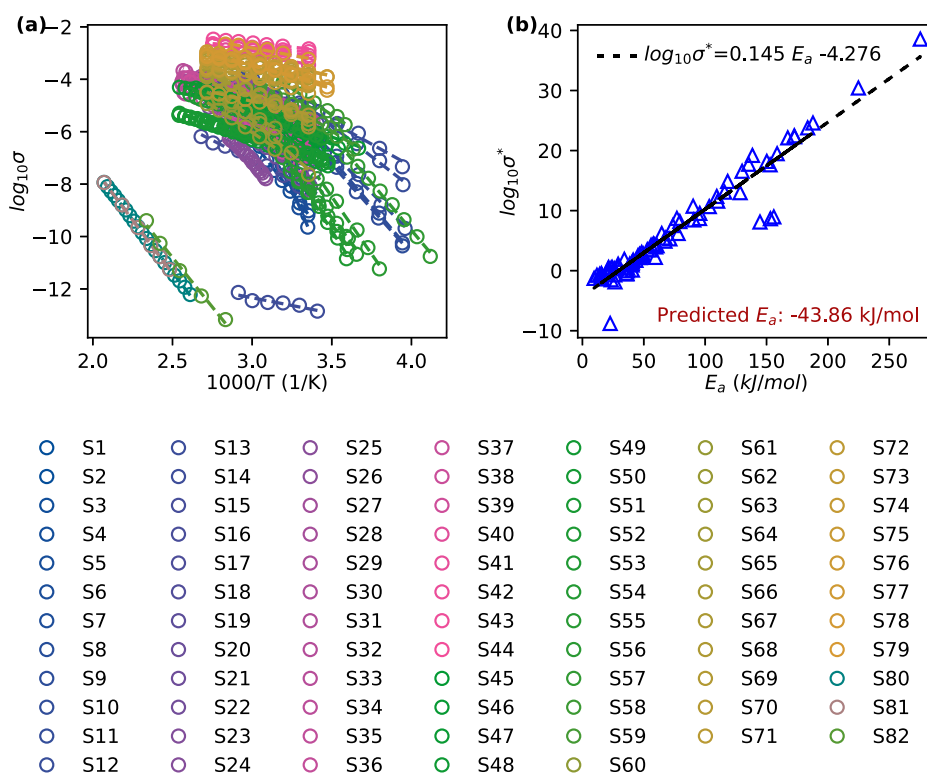 (a)
−2
−4
−6
−8
−10
−12
log₁₀σ
2.0 2.5 3.0 3.5 4.0
1000/T (1/K)
(b)
40
30
20
10
0
−10
log₁₀σ*
log₁₀σ*=0.145 Eₐ -4.276
Predicted Eₐ: -43.86 kJ/mol
0 50 100 150 200 250
Eₐ (kJ/mol)
S1 S13 S25 S37 S49 S61 S72
S2 S14 S26 S38 S50 S62 S73
S3 S15 S27 S39 S51 S63 S74
S4 S16 S28 S40 S52 S64 S75
S5 S17 S29 S41 S53 S65 S76
S6 S18 S30 S42 S54 S66 S77
S7 S19 S31 S43 S55 S67 S78
S8 S20 S32 S44 S56 S68 S79
S9 S21 S33 S45 S57 S69 S80
S10 S22 S34 S46 S58 S70 S81
S11 S23 S35 S47 S59 S71 S82
S12 S24 S36 S48 S60